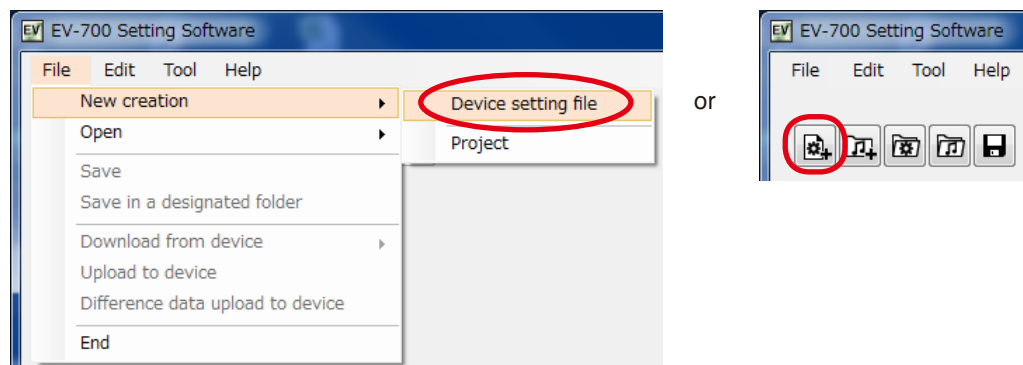 EV EV-700 Setting Software
File Edit Tool Help
New creation
Device setting file
Open
Project
Save
Save in a designated folder
Download from device
Upload to device
Difference data upload to device
End
or
EV EV-700 Setting Software
File Edit Tool Help